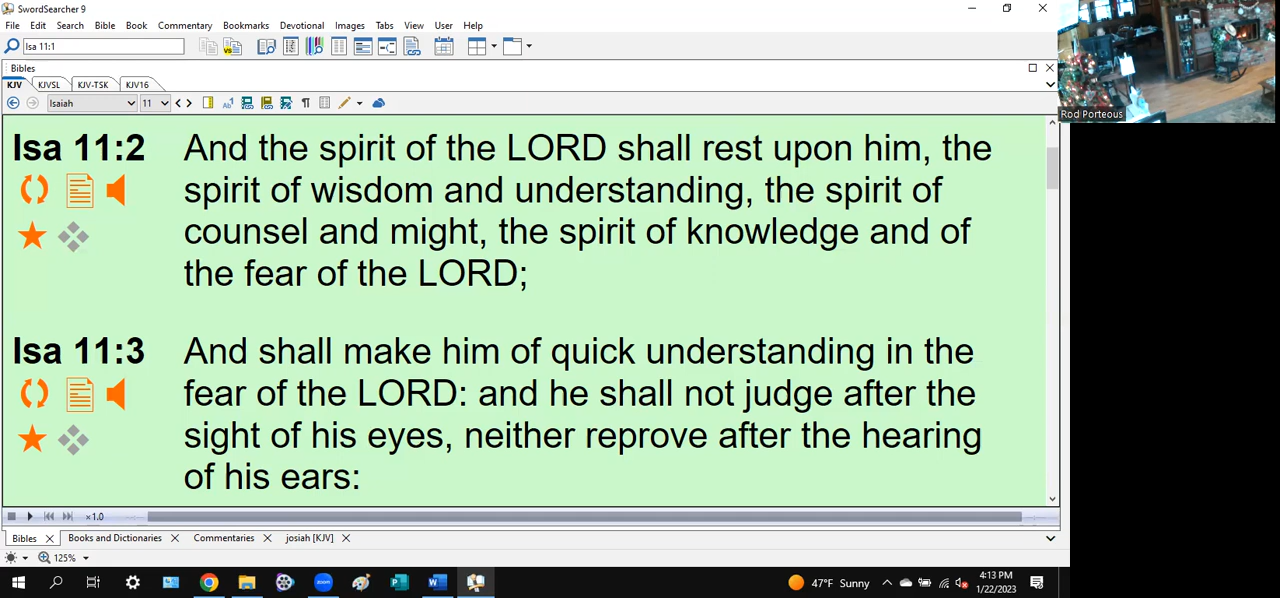 SwordSearcher 9
File Edit Search Bible Book Commentary Bookmarks Devotional Images Tabs View User Help
Isa 11:1
Bibles
KJV KJVSL KJV-TSK KJV16
Isaiah 11
Isa 11:2 And the spirit of the LORD shall rest upon him, the
spirit of wisdom and understanding, the spirit of
counsel and might, the spirit of knowledge and of
the fear of the LORD;
Isa 11:3 And shall make him of quick understanding in the
fear of the LORD: and he shall not judge after the
sight of his eyes, neither reprove after the hearing
of his ears:
×1.0
Bibles Books and Dictionaries Commentaries josiah [KJV]
125%
47°F Sunny
4:13 PM
1/22/2023
Rod Porteous
zoom